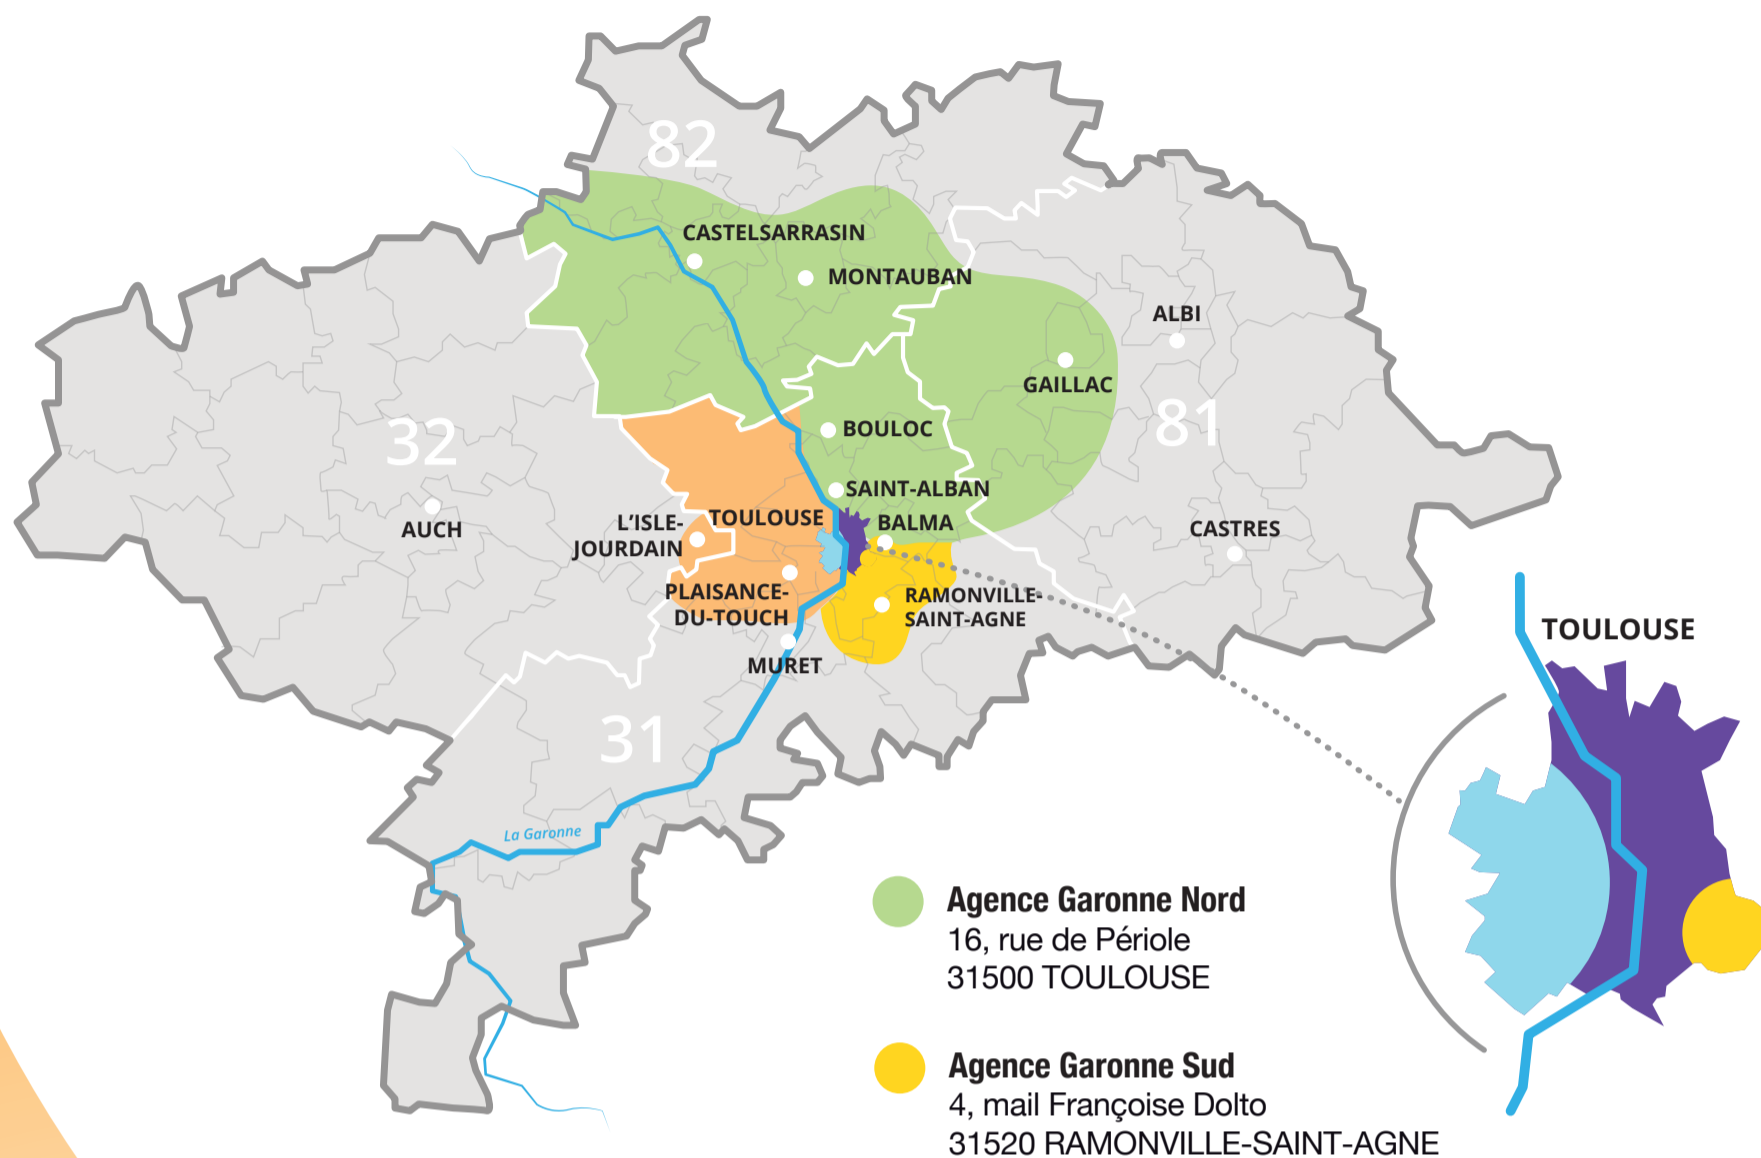 82
CASTELSARRASIN
MONTAUBAN
ALBI
GAILLAC
81
32
BOULOC
SAINT-ALBAN
AUCH
L'ISLE-
JOURDAIN
TOULOUSE
BALMA
CASTRES
PLAISANCE-
DU-TOUCH
RAMONVILLE-
SAINT-AGNE
MURET
31
La Garonne
TOULOUSE
Agence Garonne Nord
16, rue de Périole
31500 TOULOUSE
Agence Garonne Sud
4, mail Françoise Dolto
31520 RAMONVILLE-SAINT-AGNE